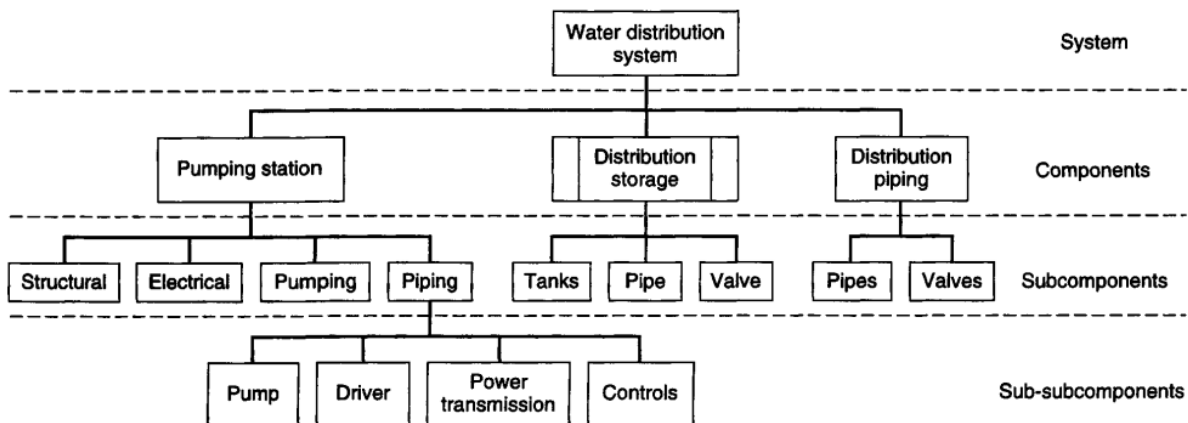 Water distribution
system
System
Pumping station
Distribution
storage
Distribution
piping
Components
Structural
Electrical
Pumping
Piping
Tanks
Pipe
Valve
Pipes
Valves
Subcomponents
Pump
Driver
Power
transmission
Controls
Sub-subcomponents